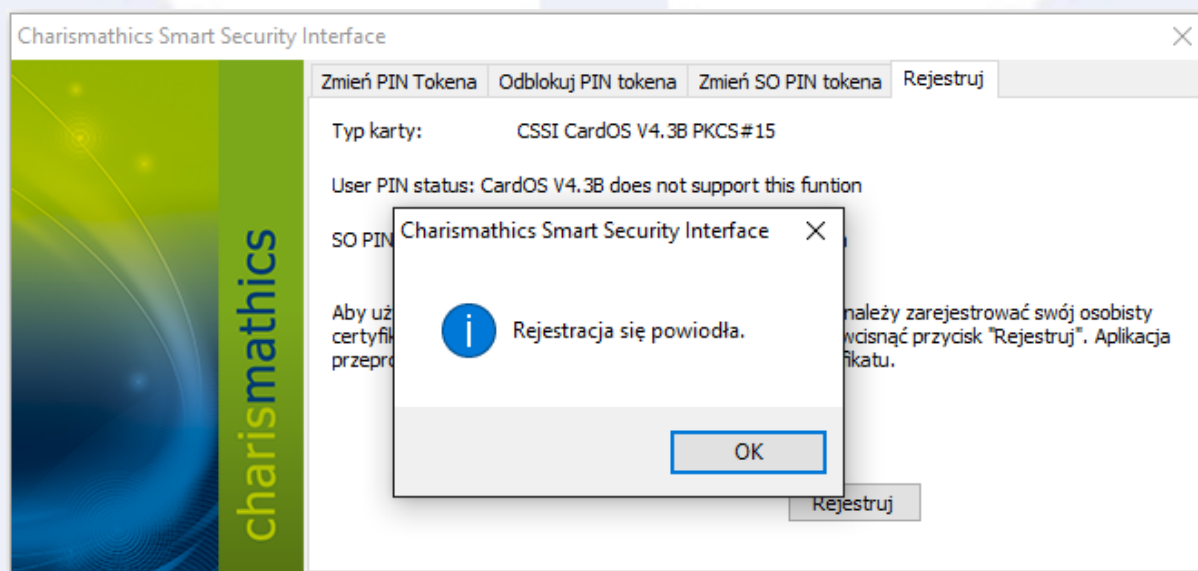 Charismathics Smart Security Interface
Zmień PIN Tokena Odblokuj PIN tokena Zmień SO PIN tokena Rejestruj
Typ karty: CSSI CardOS V4.3B PKCS#15
User PIN status: CardOS V4.3B does not support this funtion
SO PIN
Charismathics Smart Security Interface
Rejestracja się powiodła.
OK
Aby należy zarejestrować swój osobisty
wcisnąć przycisk "Rejestruj". Aplikacja
Rejestruj
charismathics